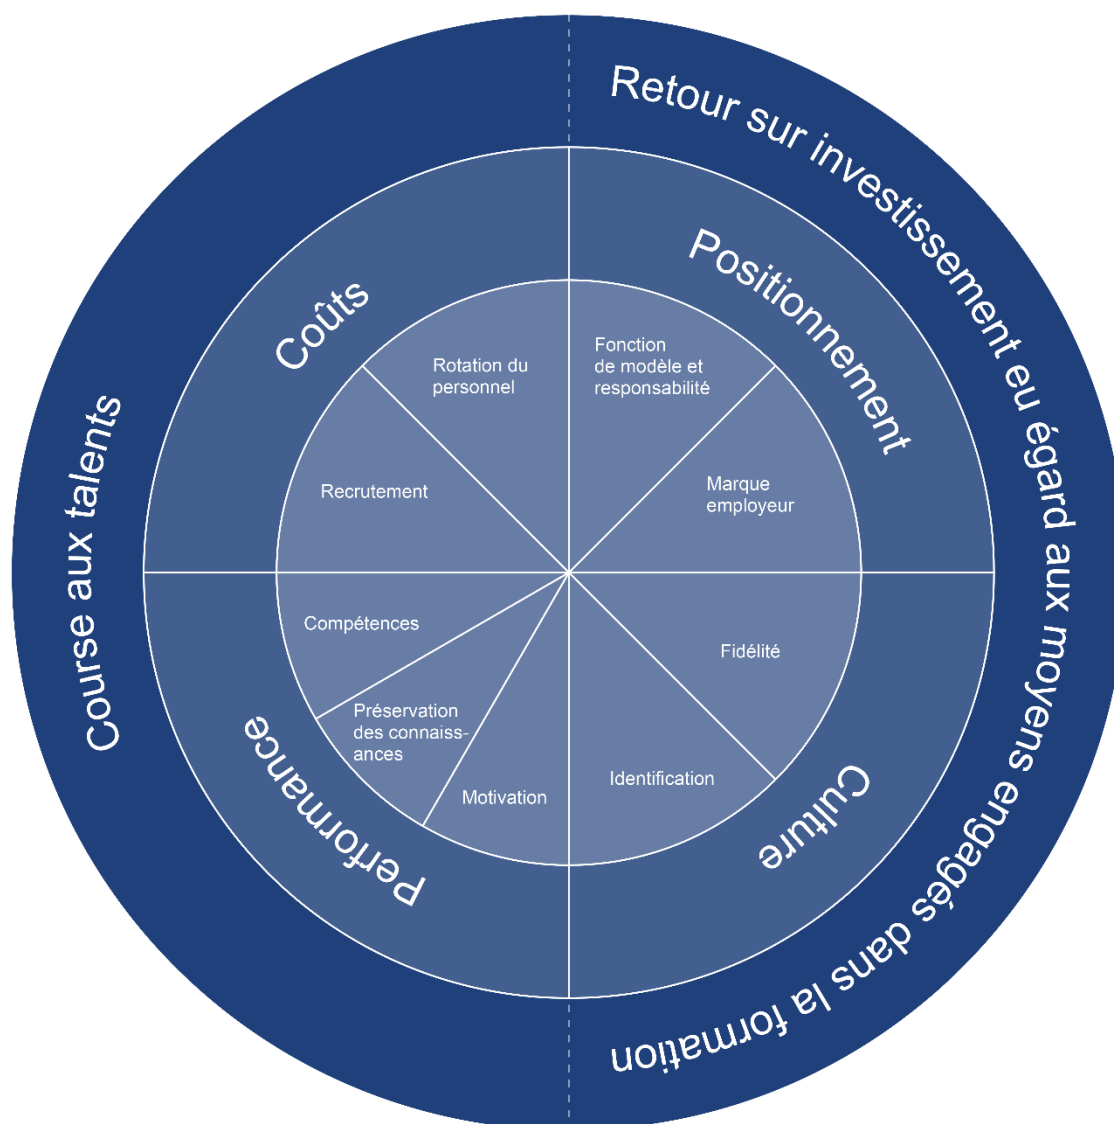 Retour sur investissement eu égard aux moyens engagés dans la formation
Course aux talents
Coûts
Positionnement
Culture
Performance
Rotation du
personnel
Fonction
de modèle et
responsabilité
Recrutement
Marque
employeur
Compétences
Fidélité
Préservation
des connaiss-
ances
Motivation
Identification